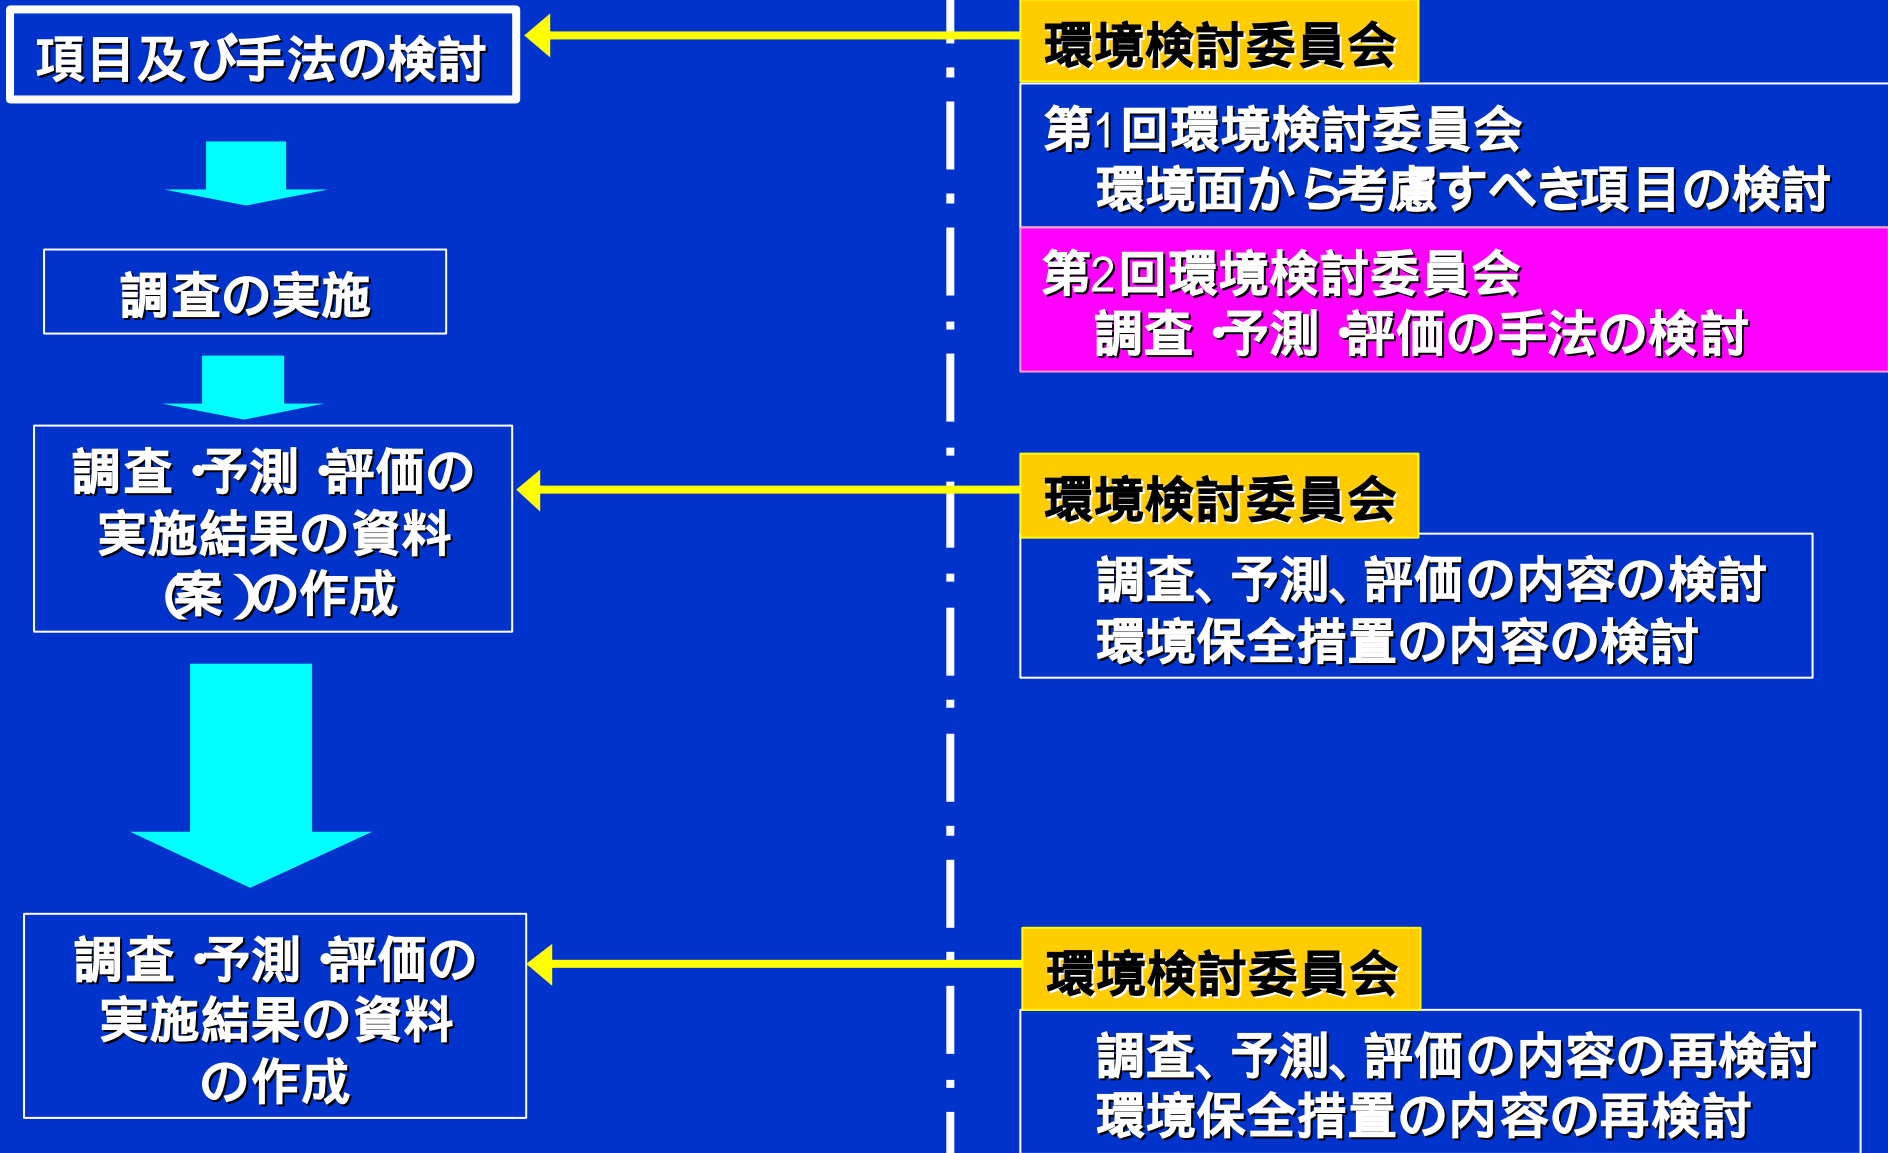 項目及び手法の検討
調査の実施
調査・予測・評価の
実施結果の資料
(案)の作成
調査・予測・評価の
実施結果の資料
の作成
環境検討委員会
第1回環境検討委員会
環境面から考慮すべき項目の検討
第2回環境検討委員会
調査・予測・評価の手法の検討
環境検討委員会
調査、予測、評価の内容の検討
環境保全措置の内容の検討
環境検討委員会
調査、予測、評価の内容の再検討
環境保全措置の内容の再検討